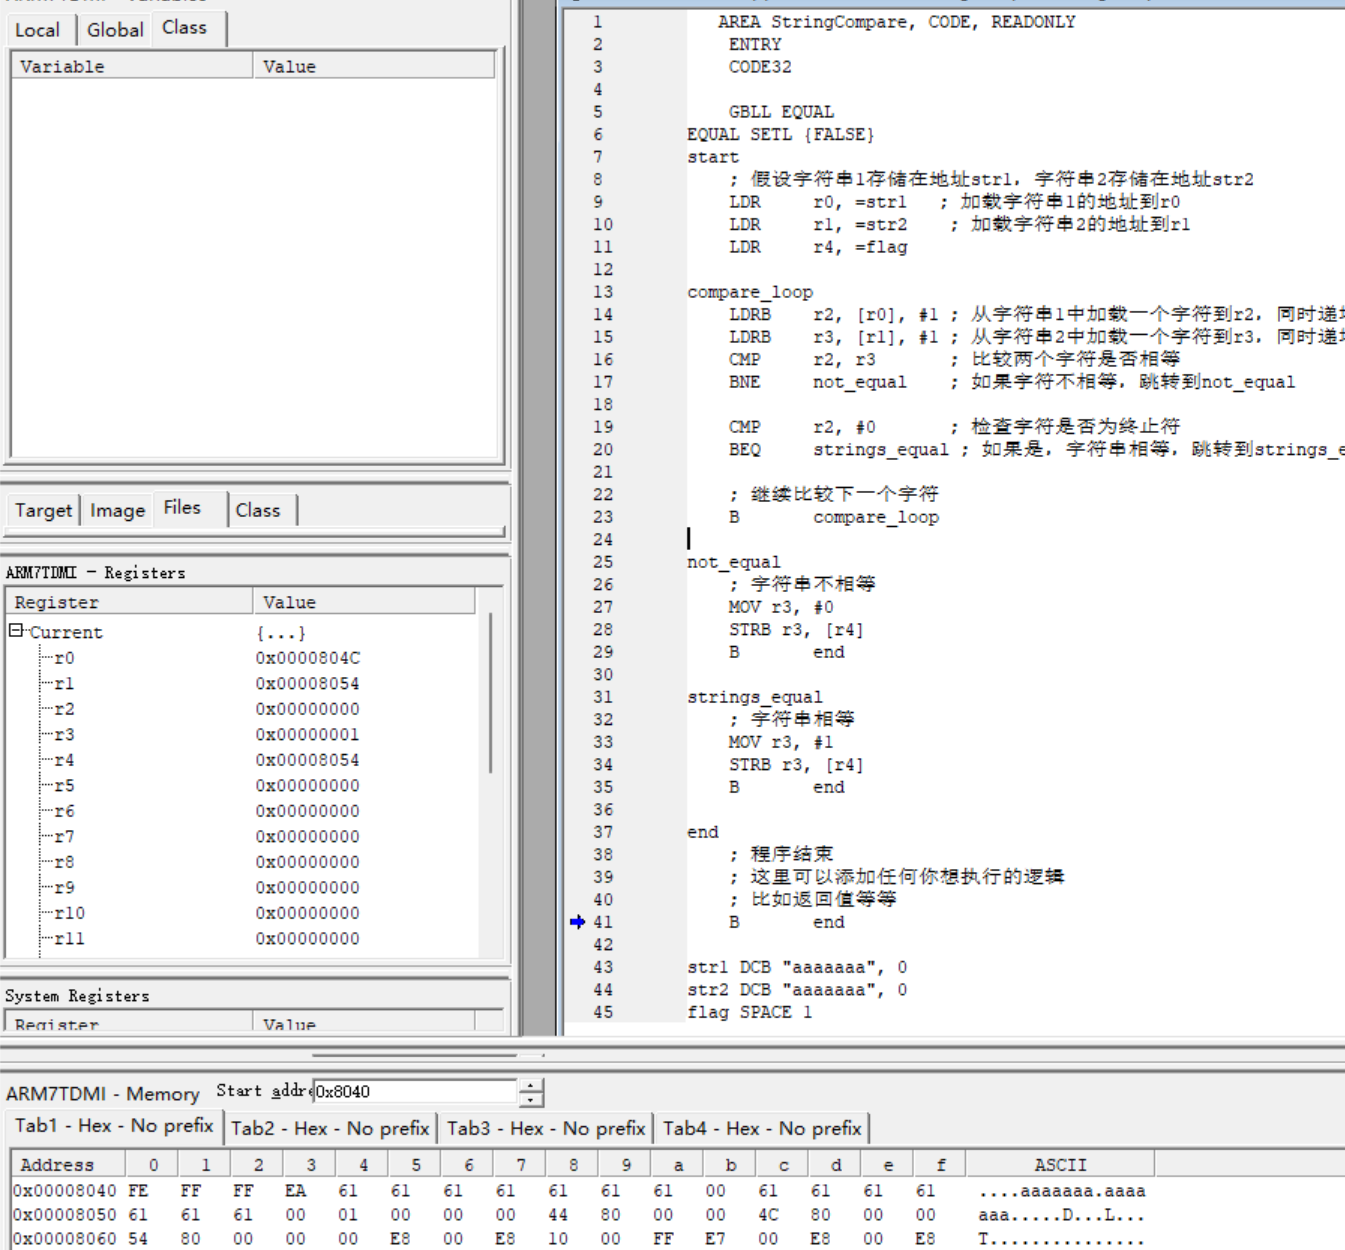 Local Global Class
Variable Value
Target Image Files Class
ARM7TDMI - Registers
Register Value
Current {...}
r0 0x0000804C
r1 0x00008054
r2 0x00000000
r3 0x00000001
r4 0x00008054
r5 0x00000000
r6 0x00000000
r7 0x00000000
r8 0x00000000
r9 0x00000000
r10 0x00000000
r11 0x00000000
System Registers
Register Value
1 AREA StringCompare, CODE, READONLY
2 ENTRY
3 CODE32
4
5 GBLL EQUAL
6 EQUAL SETL {FALSE}
7 start
8 ; 假设字符串1存储在地址str1，字符串2存储在地址str2
9 LDR r0, =str1 ; 加载字符串1的地址到r0
10 LDR r1, =str2 ; 加载字符串2的地址到r1
11 LDR r4, =flag
12
13 compare_loop
14 LDRB r2, [r0], #1 ; 从字符串1中加载一个字符到r2，同时递
15 LDRB r3, [r1], #1 ; 从字符串2中加载一个字符到r3，同时递
16 CMP r2, r3 ; 比较两个字符是否相等
17 BNE not_equal ; 如果字符不相等，跳转到not_equal
18
19 CMP r2, #0 ; 检查字符是否为终止符
20 BEQ strings_equal ; 如果是，字符串相等，跳转到strings_e
21
22 ; 继续比较下一个字符
23 B compare_loop
24
25 not_equal
26 ; 字符串不相等
27 MOV r3, #0
28 STRB r3, [r4]
29 B end
30
31 strings_equal
32 ; 字符串相等
33 MOV r3, #1
34 STRB r3, [r4]
35 B end
36
37 end
38 ; 程序结束
39 ; 这里可以添加任何你想执行的逻辑
40 ; 比如返回值等等
41 B end
42
43 str1 DCB "aaaaaaa", 0
44 str2 DCB "aaaaaaa", 0
45 flag SPACE 1
ARM7TDMI - Memory Start addre 0x8040
Tab1 - Hex - No prefix Tab2 - Hex - No prefix Tab3 - Hex - No prefix Tab4 - Hex - No prefix
Address 0 1 2 3 4 5 6 7 8 9 a b c d e f ASCII
0x00008040 FE FF FF EA 61 61 61 61 61 61 61 00 61 61 61 61 ....aaaaaaa.aaaa
0x00008050 61 61 61 00 01 00 00 00 44 80 00 00 4C 80 00 00 aaa.....D...L...
0x00008060 54 80 00 00 00 E8 00 E8 10 00 FF E7 00 E8 00 E8 T...............